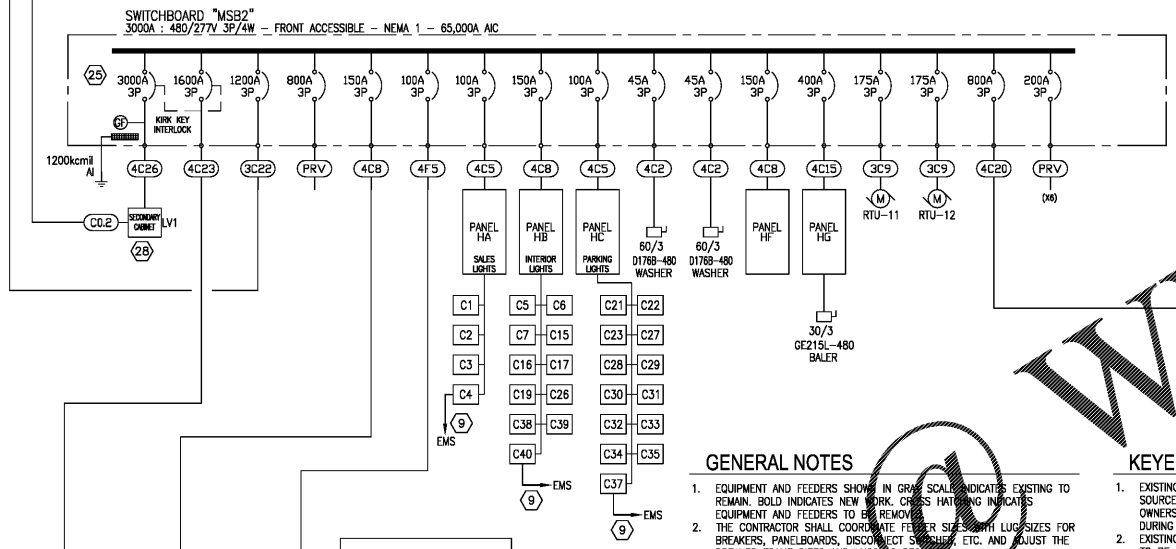 SWITCHBOARD "MSB2"
3000A : 480/277V 3P/4W – FRONT ACCESSIBLE – NEMA 1 – 65,000A AIC
25
3000A 3P
1600A 3P
1200A 3P
800A 3P
150A 3P
100A 3P
100A 3P
150A 3P
100A 3P
45A 3P
45A 3P
150A 3P
400A 3P
175A 3P
175A 3P
800A 3P
200A 3P
KIRK KEY
INTERLOCK
GF
1200kcmil
Al
4C26
4C23
3C22
PRV
4C8
4F5
4C5
4C8
4C5
4C2
4C2
4C8
4C15
3C9
3C9
4C20
PRV
(X6)
C0.2
SECONDARY
CABINET
LV1
28
PANEL
HA
SALES
LIGHTS
PANEL
HB
INTERIOR
LIGHTS
PANEL
HC
PARKING
LIGHTS
60/3
D176B-480
WASHER
60/3
D176B-480
WASHER
PANEL
HF
PANEL
HG
M
RTU-11
M
RTU-12
30/3
GE215L-480
BALER
C1
C2
C3
C4
9
EMS
C5 C6
C7 C15
C16 C17
C19 C26
C38 C39
C40
EMS
9
C21 C22
C23 C27
C28 C29
C30 C31
C32 C33
C34 C35
C37
EMS
9
W
@
GENERAL NOTES
1. EQUIPMENT AND FEEDERS SHOWN IN GRAY SCALE INDICATES EXISTING TO
REMAIN. BOLD INDICATES NEW WORK. CROSS HATCHING INDICATES
EQUIPMENT AND FEEDERS TO BE REMOVED.
2. THE CONTRACTOR SHALL COORDINATE FEEDER SIZES WITH LUG SIZES FOR
BREAKERS, PANELBOARDS, DISCONNECT SWITCHES, ETC. AND ADJUST THE
KEYE
1. EXISTING
SOURCE
OWNERS
DURING
2. EXISTIN